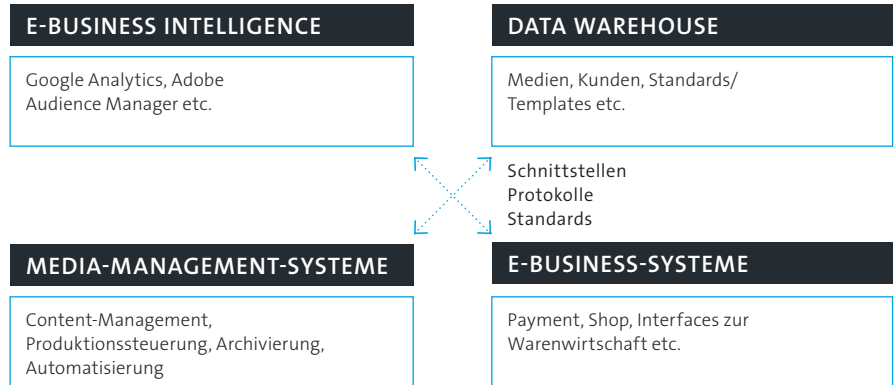 E-BUSINESS INTELLIGENCE
Google Analytics, Adobe
Audience Manager etc.
DATA WAREHOUSE
Medien, Kunden, Standards/
Templates etc.
Schnittstellen
Protokolle
Standards
MEDIA-MANAGEMENT-SYSTEME
Content-Management,
Produktionssteuerung, Archivierung,
Automatisierung
E-BUSINESS-SYSTEME
Payment, Shop, Interfaces zur
Warenwirtschaft etc.